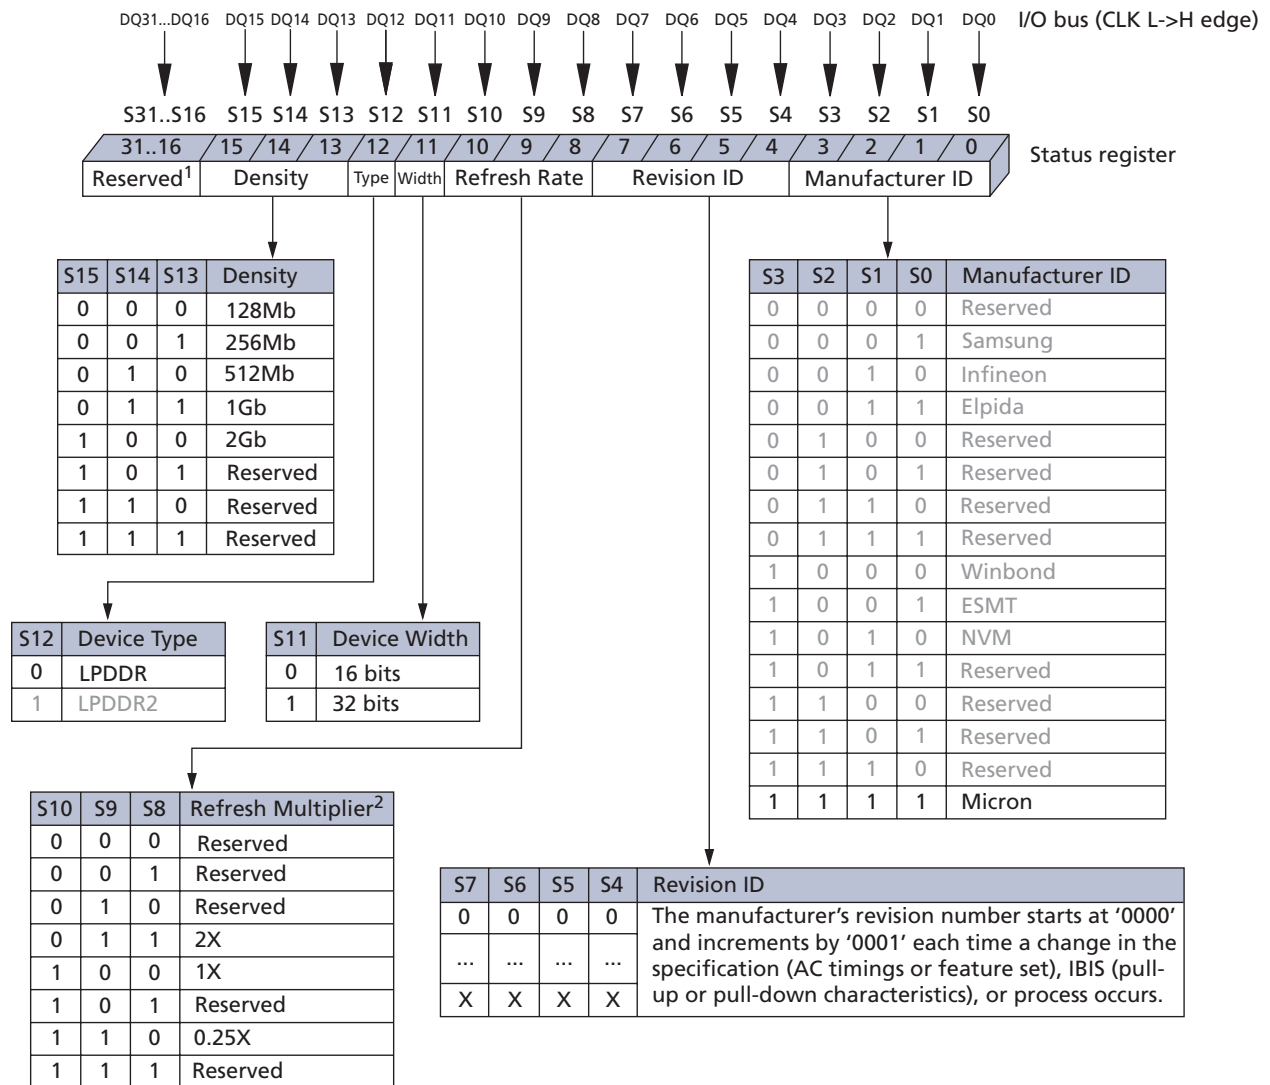 DQ31...DQ16 DQ15 DQ14 DQ13 DQ12 DQ11 DQ10 DQ9 DQ8 DQ7 DQ6 DQ5 DQ4 DQ3 DQ2 DQ1 DQ0 I/O bus (CLK L->H edge)
S31..S16 S15 S14 S13 S12 S11 S10 S9 S8 S7 S6 S5 S4 S3 S2 S1 S0
31..16 15 14 13 12 11 10 9 8 7 6 5 4 3 2 1 0 Status register
Reserved1 Density Type Width Refresh Rate Revision ID Manufacturer ID
S15 S14 S13 Density
0 0 0 128Mb
0 0 1 256Mb
0 1 0 512Mb
0 1 1 1Gb
1 0 0 2Gb
1 0 1 Reserved
1 1 0 Reserved
1 1 1 Reserved
S3 S2 S1 S0 Manufacturer ID
0 0 0 0 Reserved
0 0 0 1 Samsung
0 0 1 0 Infineon
0 0 1 1 Elpida
0 1 0 0 Reserved
0 1 0 1 Reserved
0 1 1 0 Reserved
0 1 1 1 Reserved
1 0 0 0 Winbond
1 0 0 1 ESMT
1 0 1 0 NVM
1 0 1 1 Reserved
1 1 0 0 Reserved
1 1 0 1 Reserved
1 1 1 0 Reserved
1 1 1 1 Micron
S12 Device Type
0 LPDDR
1 LPDDR2
S11 Device Width
0 16 bits
1 32 bits
S10 S9 S8 Refresh Multiplier2
0 0 0 Reserved
0 0 1 Reserved
0 1 0 Reserved
0 1 1 2X
1 0 0 1X
1 0 1 Reserved
1 1 0 0.25X
1 1 1 Reserved
S7 S6 S5 S4 Revision ID
0 0 0 0 The manufacturer's revision number starts at '0000'
and increments by '0001' each time a change in the
... ... ... ... specification (AC timings or feature set), IBIS (pull-
X X X X up or pull-down characteristics), or process occurs.